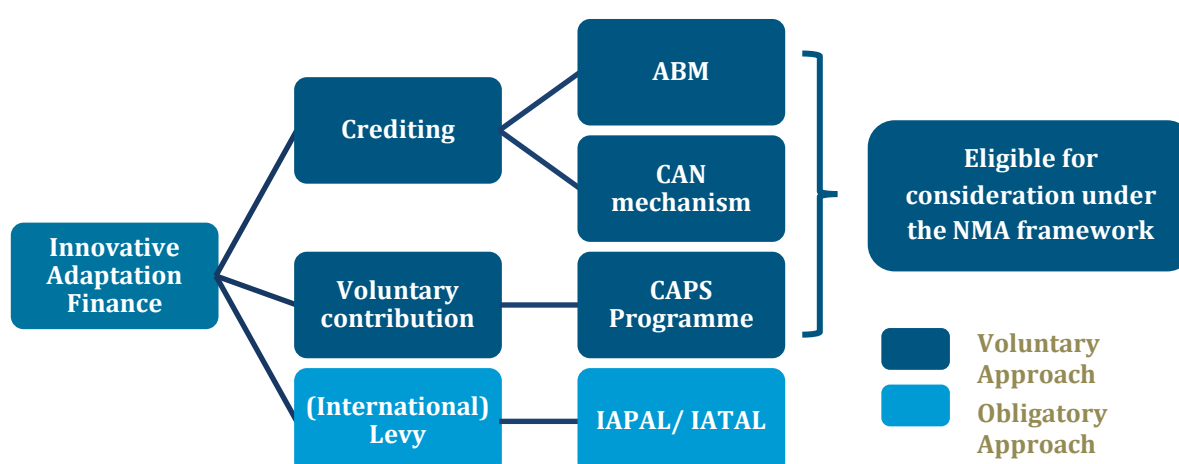 Innovative
Adaptation
Finance
Crediting
Voluntary
contribution
(International)
Levy
ABM
CAN
mechanism
CAPS
Programme
IAPAL/ IATAL
Eligible for
consideration under
the NMA framework
Voluntary
Approach
Obligatory
Approach